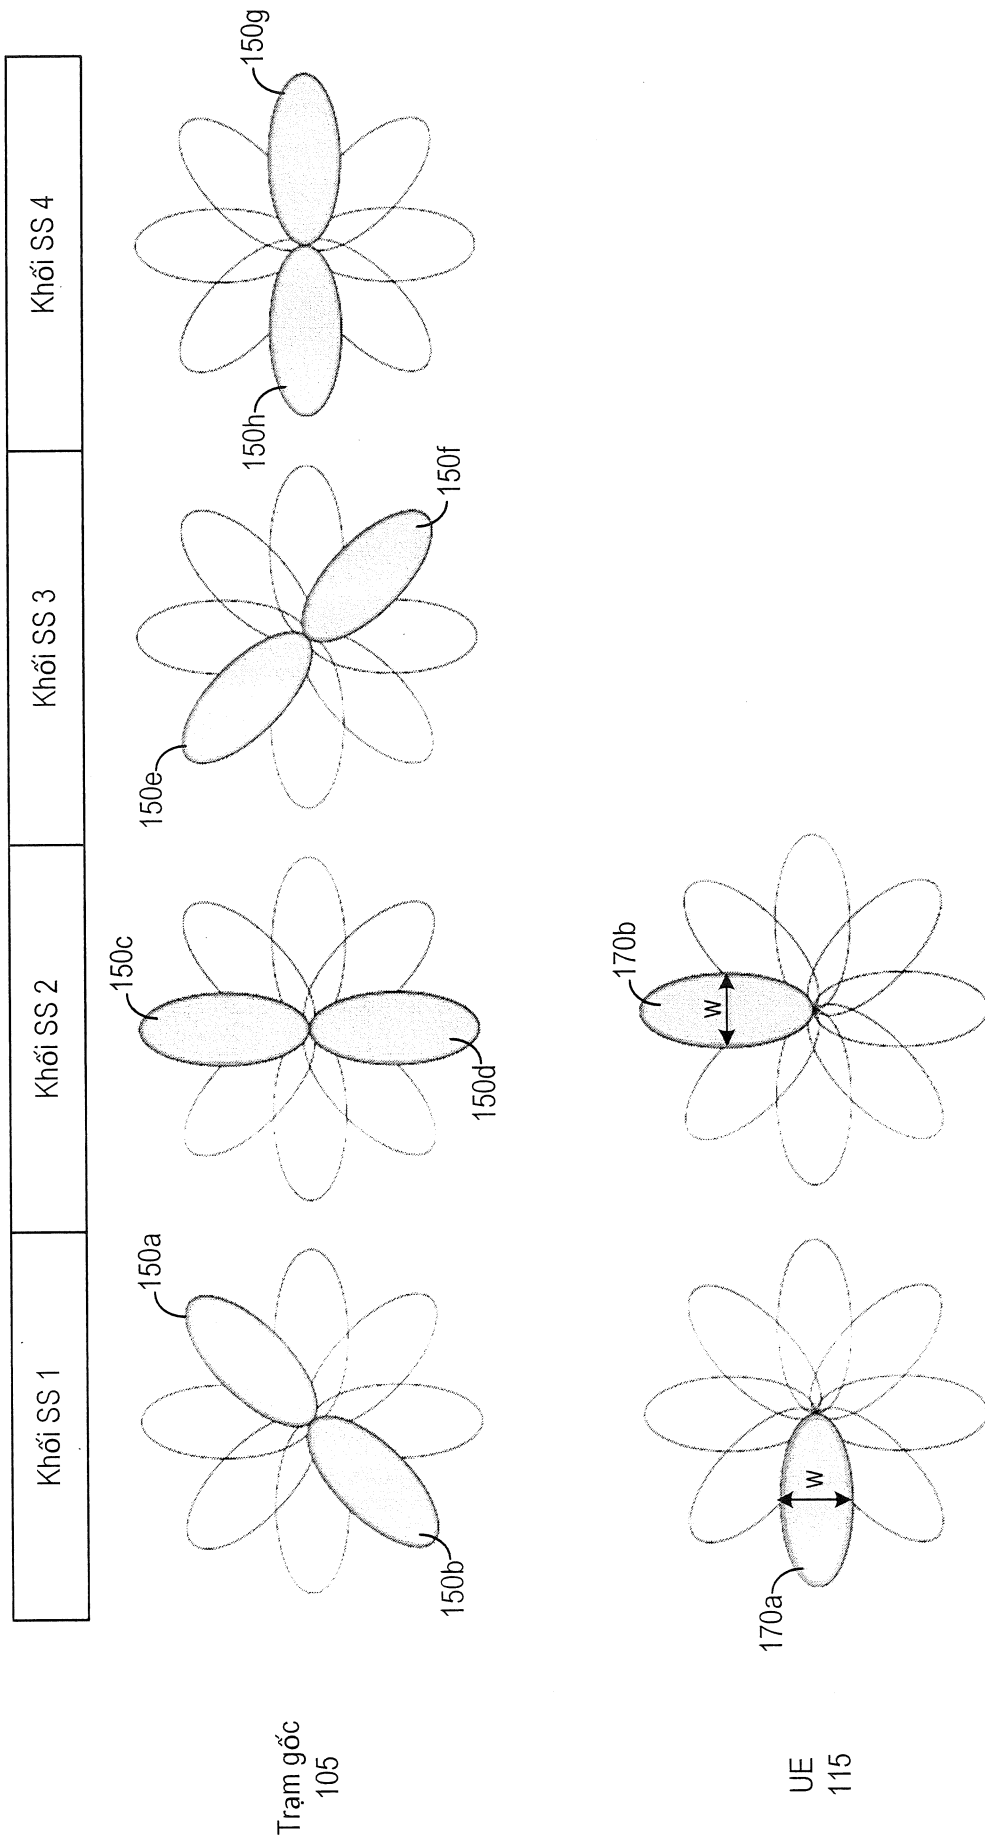 Khối SS 1
Khối SS 2
Khối SS 3
Khối SS 4
Trạm gốc
105
150a
150b
150c
150d
150e
150f
150g
150h
UE
115
170a
W
170b
W